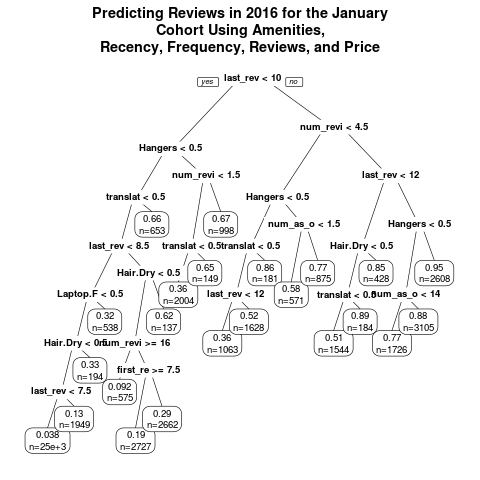 Predicting Reviews in 2016 for the January
Cohort Using Amenities,
Recency, Frequency, Reviews, and Price
yes last_rev < 10 no
num_revi < 4.5
Hangers < 0.5
num_revi < 1.5
last_rev < 12
translat < 0.5
Hangers < 0.5
0.66
n=653
0.67
n=998
num_as_o < 1.5
Hangers < 0.5
last_rev < 8.5
translat < 0.5
translat < 0.5
Hair.Dry < 0.5
Hair.Dry < 0.5
0.65
n=149
0.86
n=181
0.77
n=875
0.85
n=428
0.95
n=2608
Laptop.F < 0.5
0.36
n=2004
last_rev < 12
0.58
n=571
translat < 0.5
num_as_o < 14
0.32
n=538
0.62
n=137
0.52
n=1628
0.89
n=184
0.88
n=3105
Hair.Dry < 0.5
num_revi >= 16
0.36
n=1063
0.51
n=1544
0.77
n=1726
0.33
n=194
first_re >= 7.5
last_rev < 7.5
0.092
n=575
0.13
n=1949
0.29
n=2662
0.038
n=25e+3
0.19
n=2727